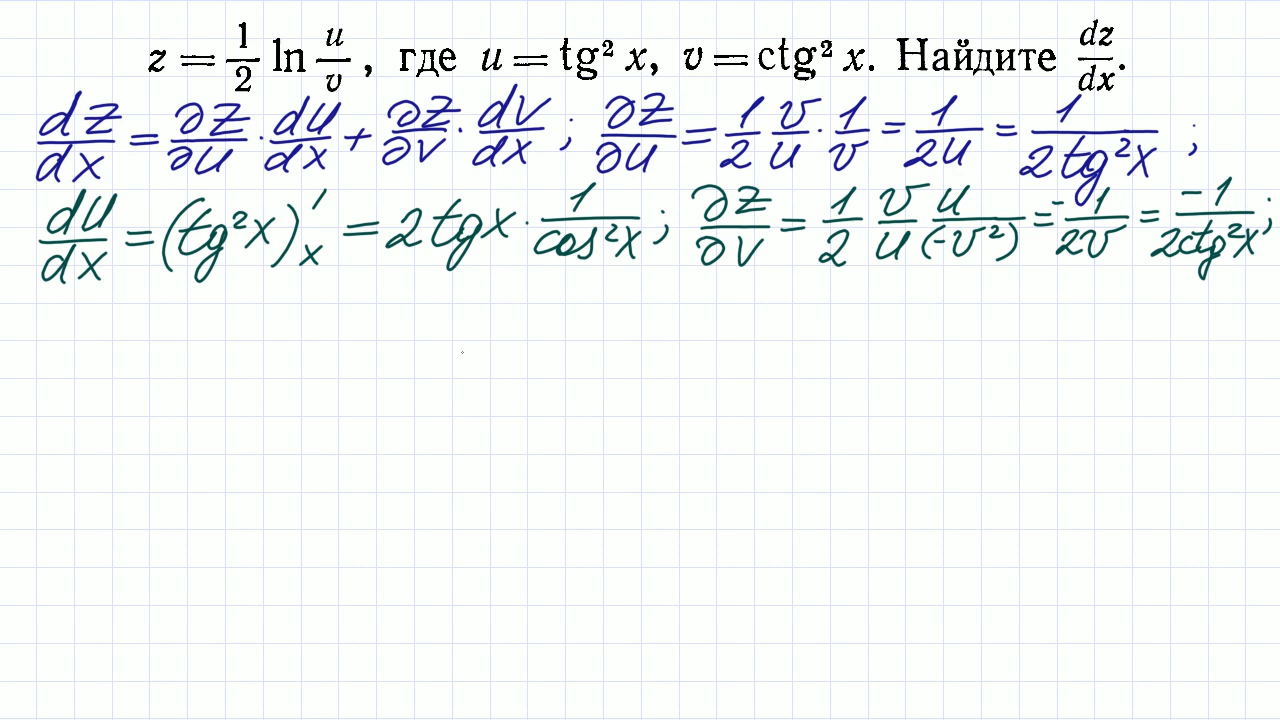 z = 1/2 ln u/v, где u = tg² x, v = ctg² x. Найдите dz/dx.
dz/dx = ∂z/∂u · du/dx + ∂z/∂v · dv/dx ; ∂z/∂u = 1/2 v/u · 1/v = 1/2u = 1/2tg²x ;
du/dx = (tg²x)'ₓ = 2tgx · 1/cos²x ; ∂z/∂v = 1/2 v/u u/(-v²) = -1/2v = -1/2ctg²x ;